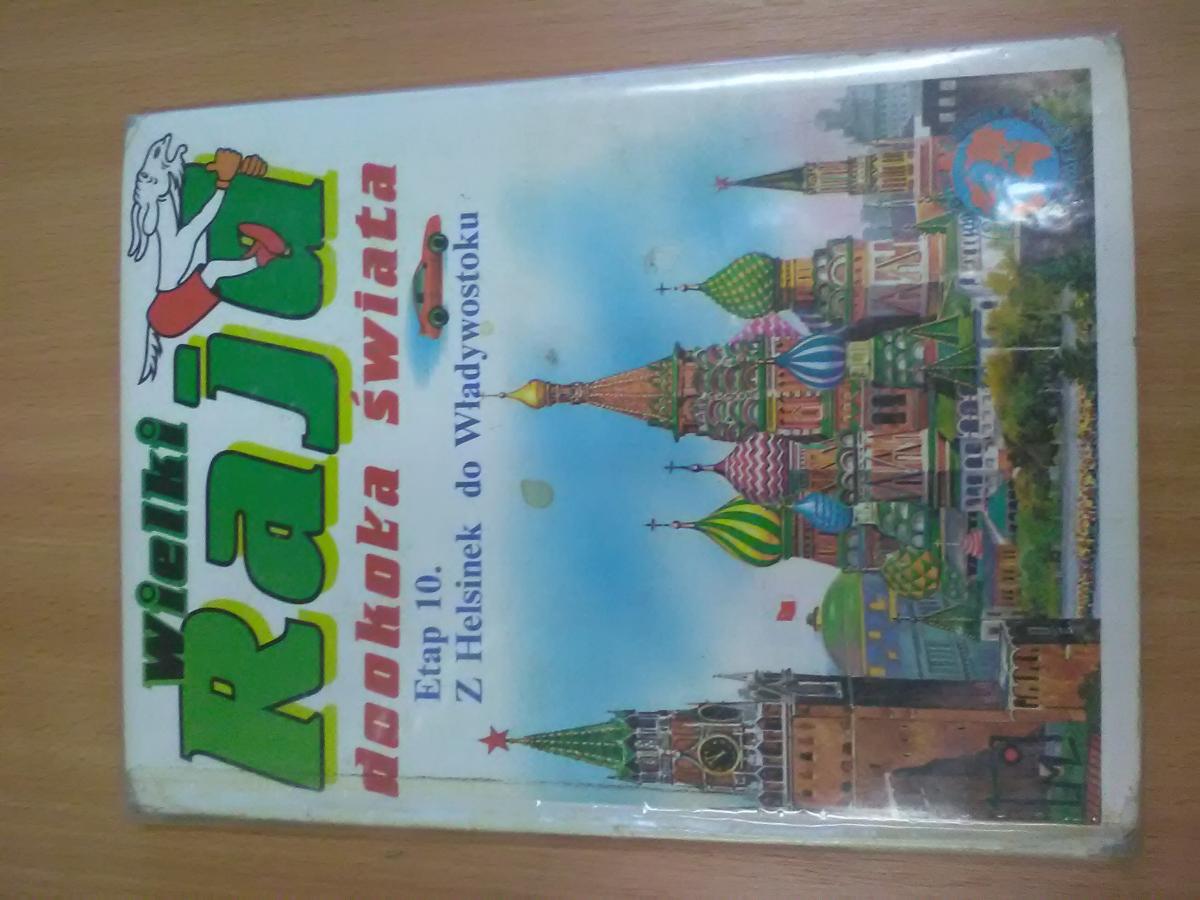 Wielki
Rajd
dookoła świata
Etap 10.
Z Helsinek do Władywostoku